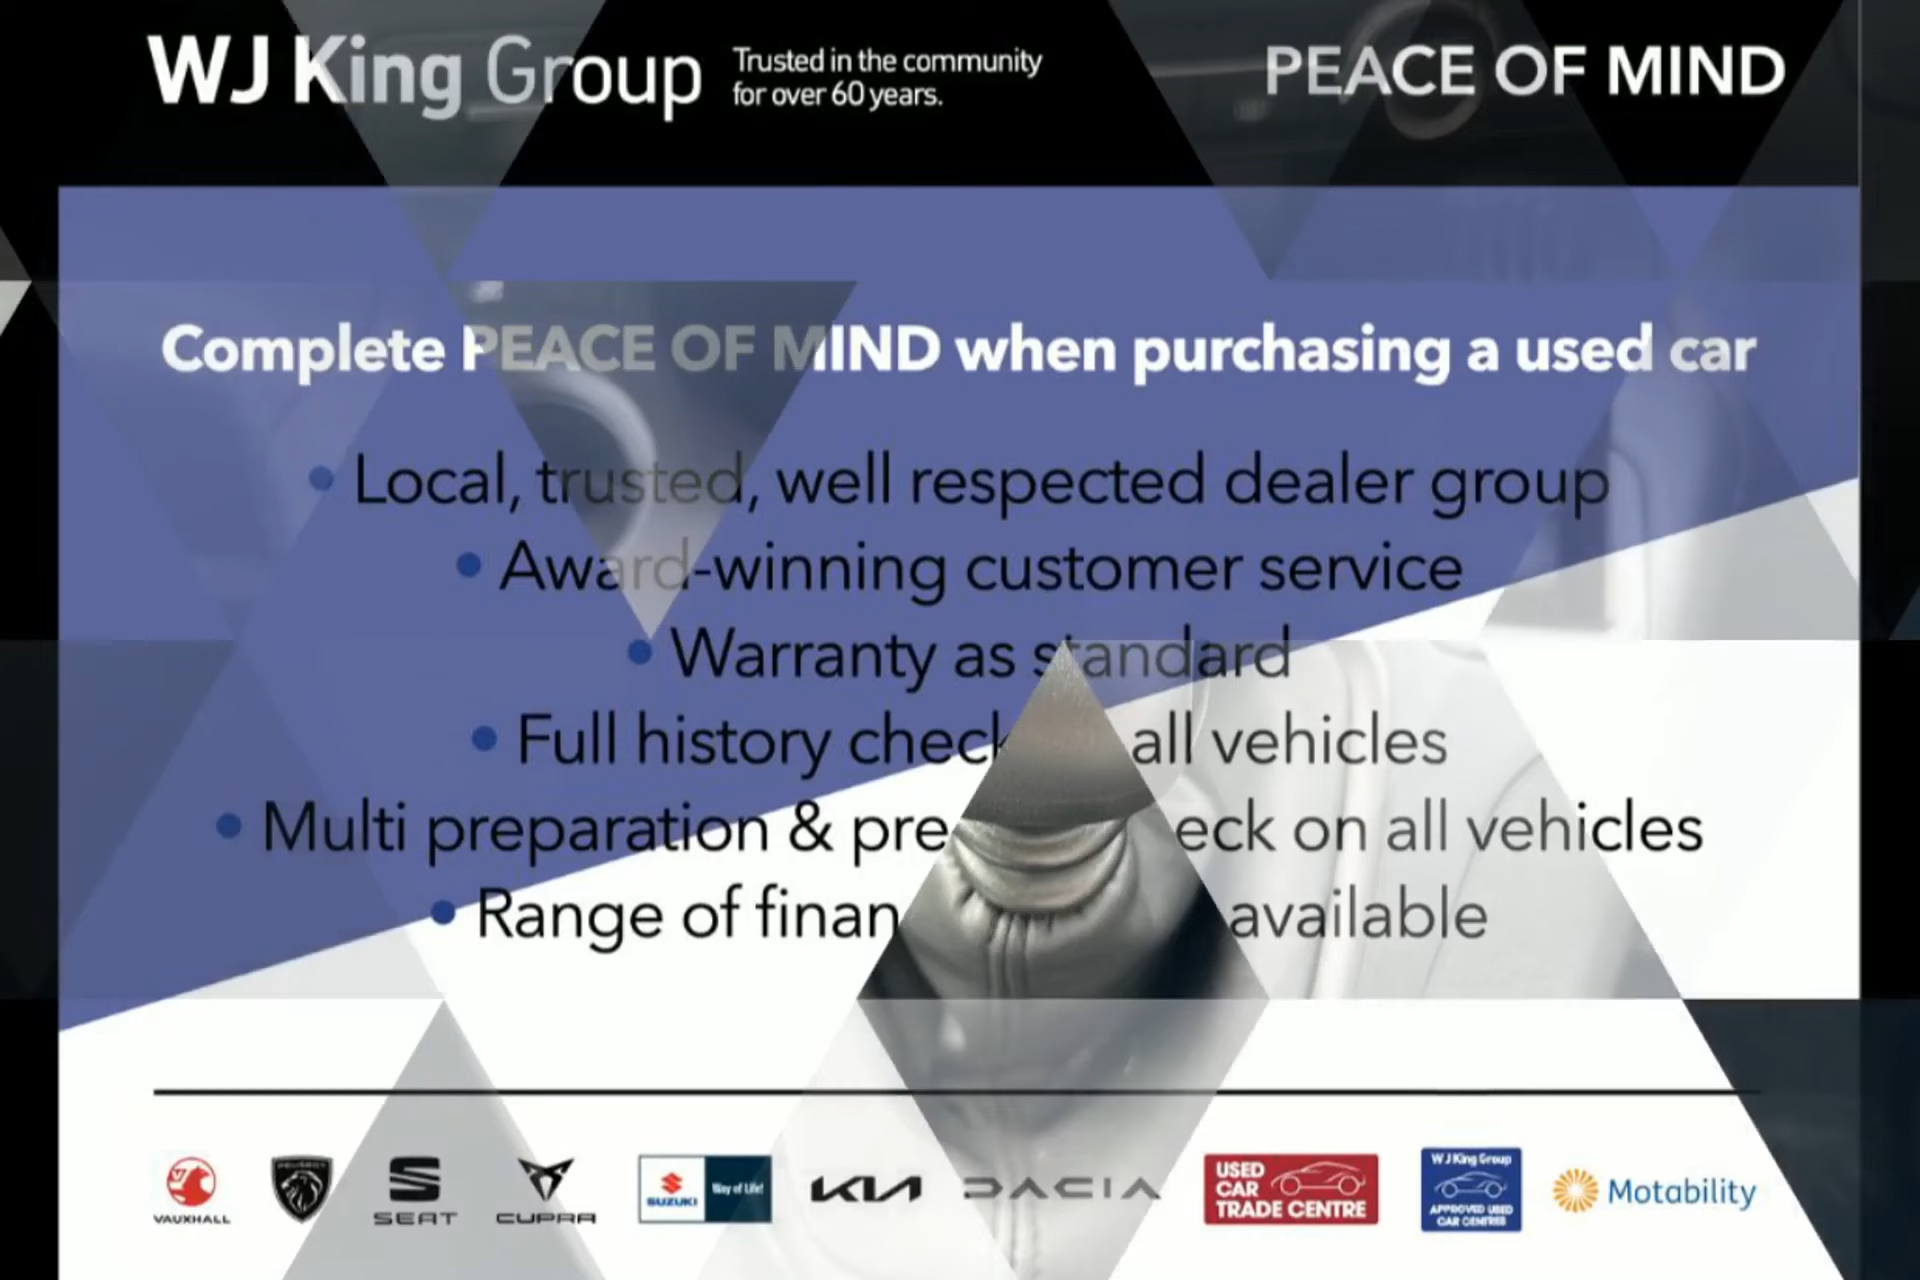 WJ King Group
Trusted in the community
for over 60 years.
PEACE OF MIND
Complete PEACE OF MIND when purchasing a used car
• Local, trusted, well respected dealer group
• Award-winning customer service
• Warranty as standard
• Full history check all vehicles
• Multi preparation & pre eck on all vehicles
• Range of finan available
VAUXHALL
PEUGEOT
SEAT
CUPRA
SUZUKI
Way of Life!
KIA
DACIA
USED
CAR
TRADE CENTRE
WJ King Group
APPROVED USED
CAR CENTRES
Motability